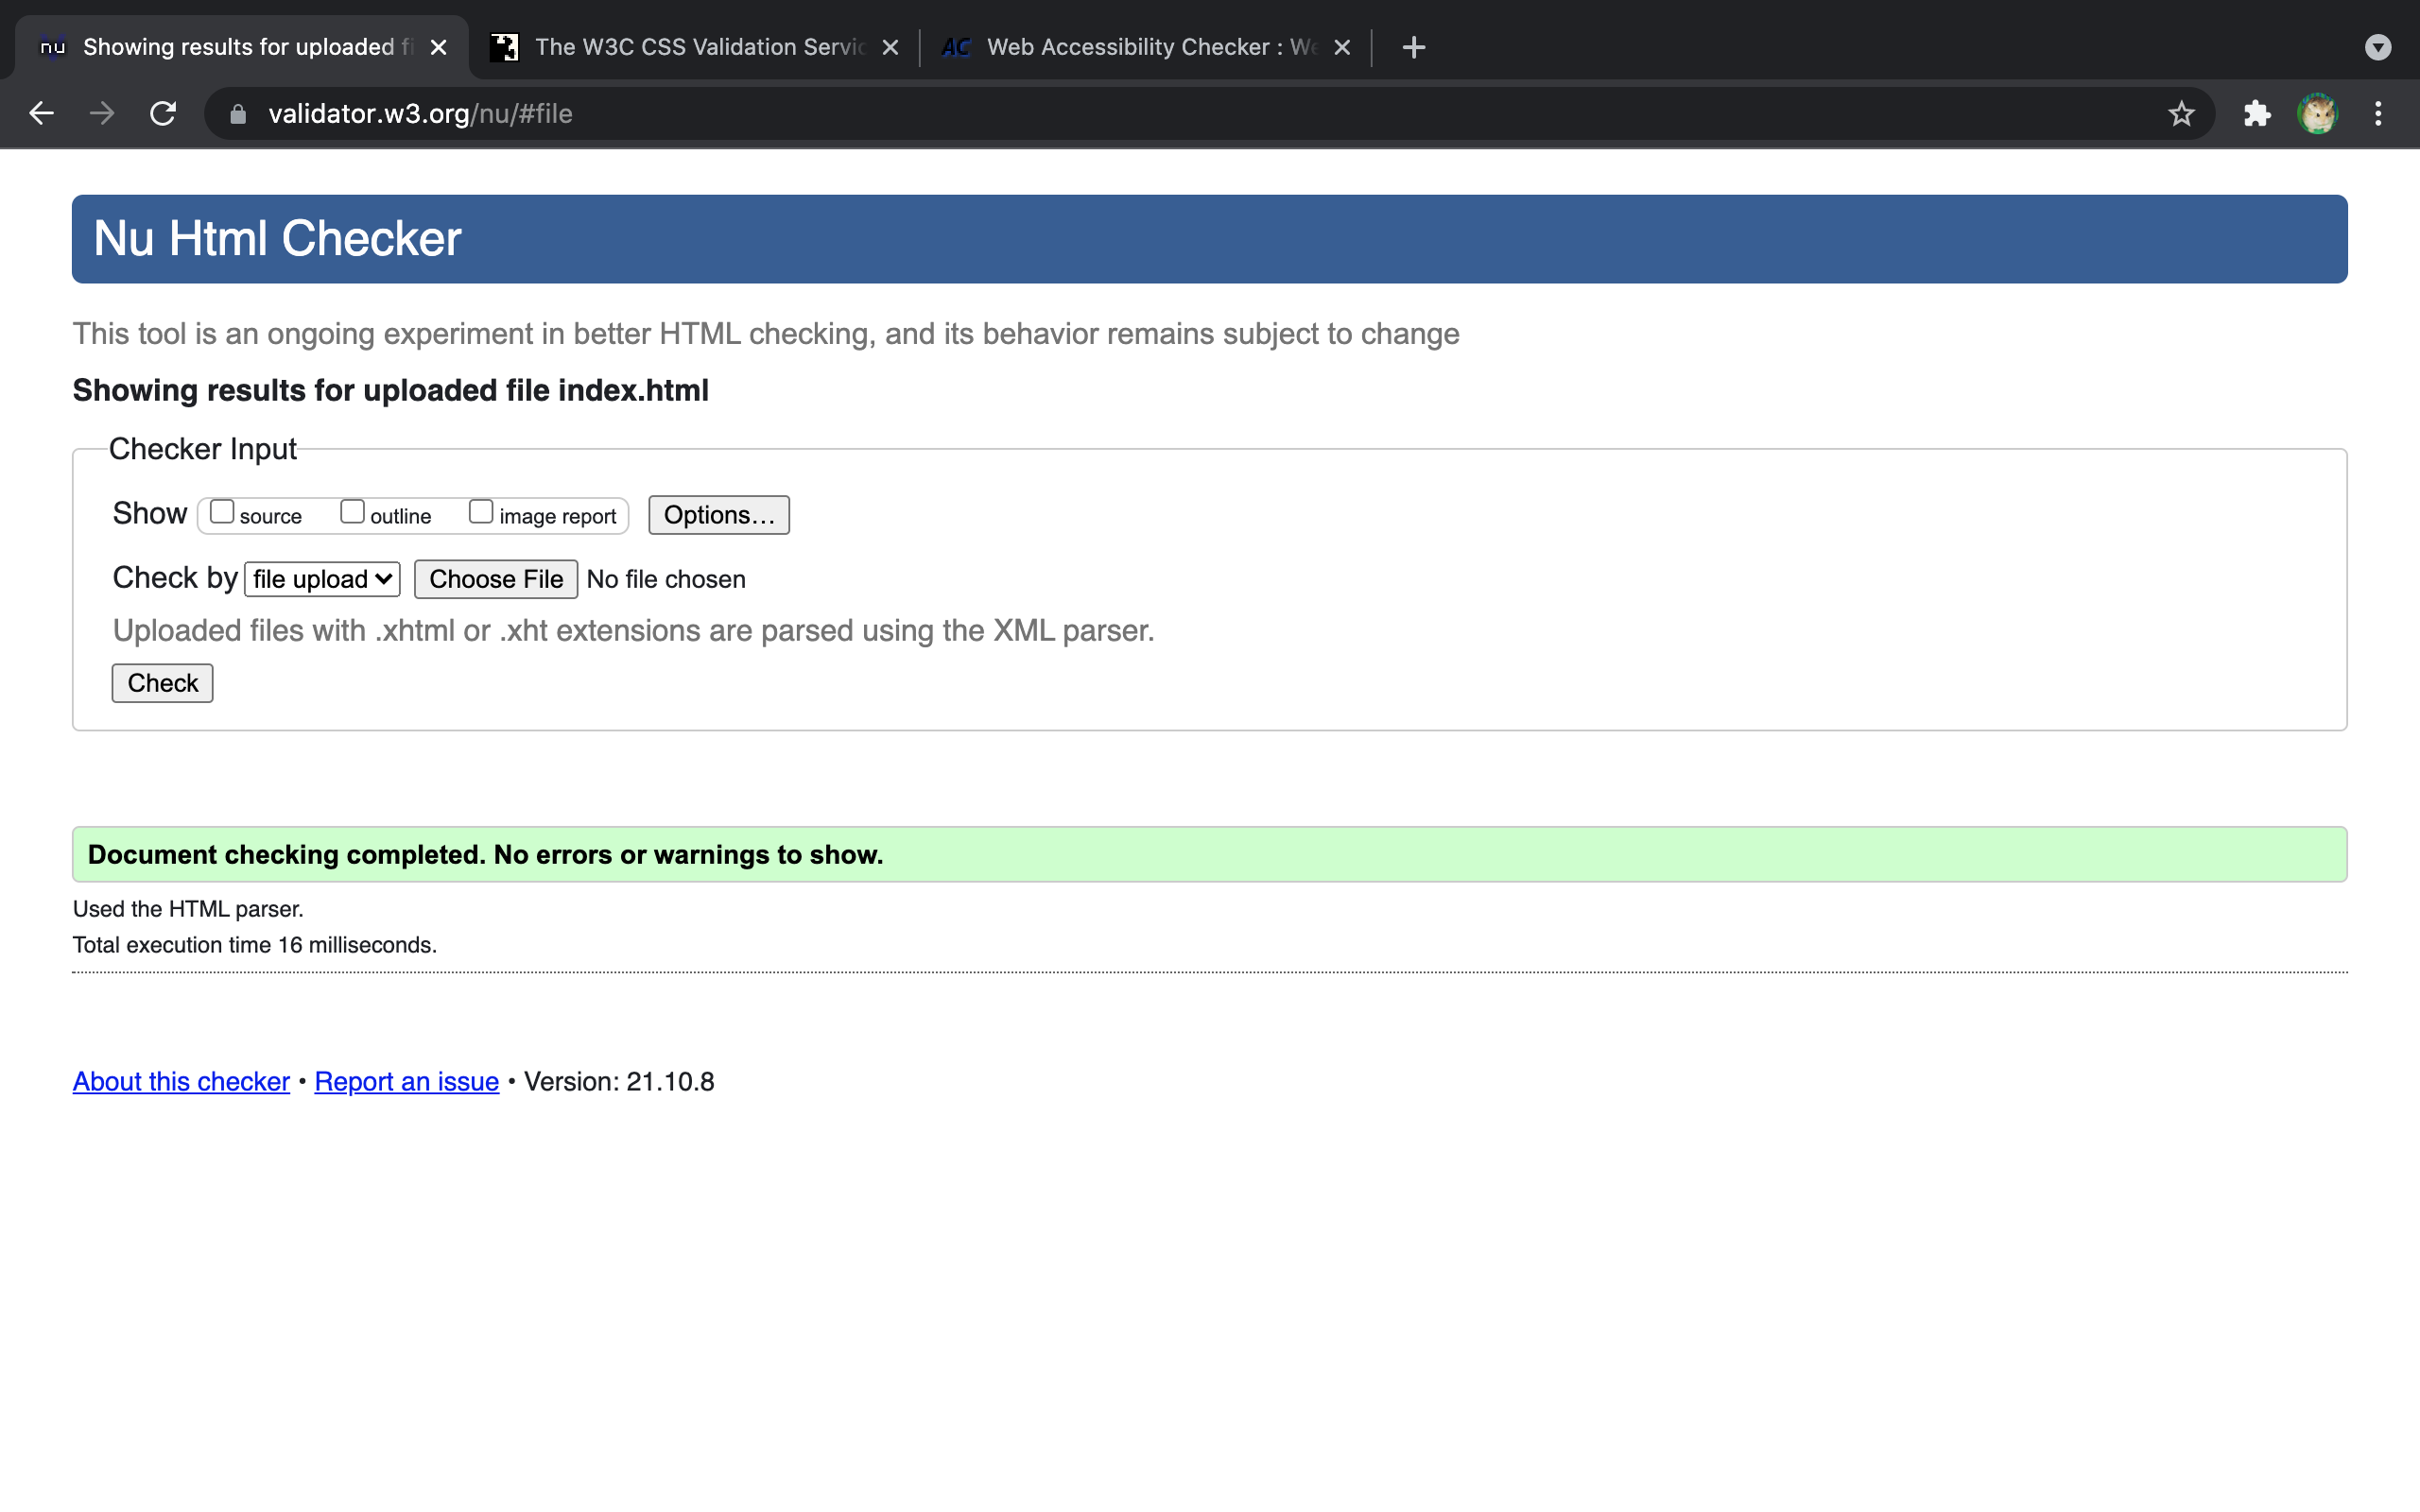 nu Showing results for uploaded fi
The W3C CSS Validation Servic
AC Web Accessibility Checker : We
validator.w3.org/nu/#file
Nu Html Checker
This tool is an ongoing experiment in better HTML checking, and its behavior remains subject to change
Showing results for uploaded file index.html
Checker Input
Show source outline image report Options…
Check by file upload Choose File No file chosen
Uploaded files with .xhtml or .xht extensions are parsed using the XML parser.
Check
Document checking completed. No errors or warnings to show.
Used the HTML parser.
Total execution time 16 milliseconds.
About this checker • Report an issue • Version: 21.10.8